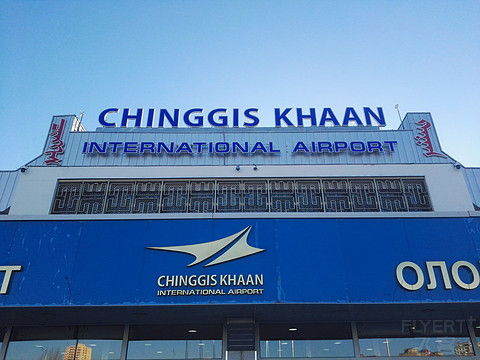 CHINGGIS KHAAN
INTERNATIONAL AIRPORT
CHINGGIS KHAAN
INTERNATIONAL AIRPORT
Т
ОЛО
FLYERT